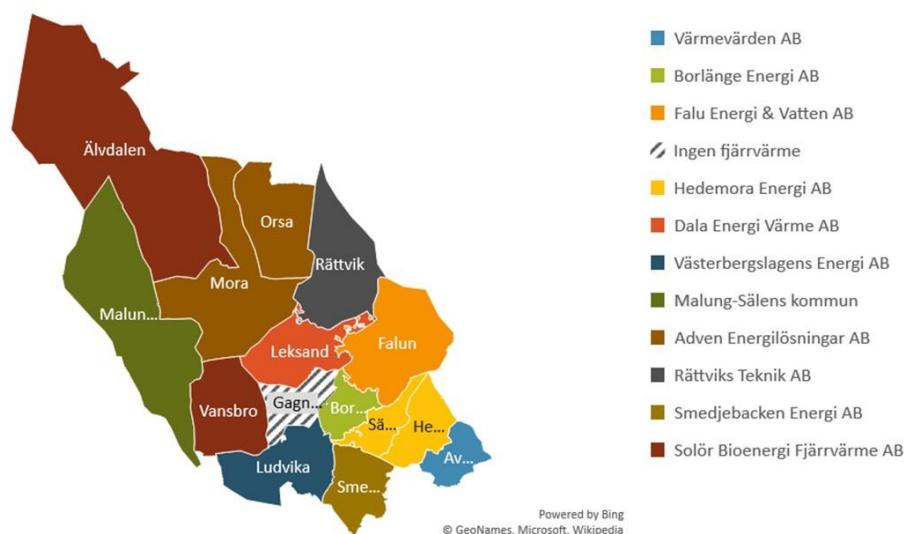 Älvdalen
Orsa
Mora
Rättvik
Malun...
Leksand
Falun
Vansbro
Gagn...
Bor...
Sä...
He...
Ludvika
Av...
Sme...
Powered by Bing
© GeoNames, Microsoft, Wikipedia
Värmevärden AB
Borlänge Energi AB
Falu Energi & Vatten AB
Ingen fjärrvärme
Hedemora Energi AB
Dala Energi Värme AB
Västerbergslagens Energi AB
Malung-Sälens kommun
Adven Energilösningar AB
Rättviks Teknik AB
Smedjebacken Energi AB
Solör Bioenergi Fjärrvärme AB